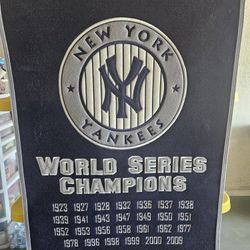 NEW YORK
NY
YANKEES
WORLD SERIES
CHAMPIONS
1923 1927 1928 1932 1936 1937 1938
1939 1941 1943 1947 1949 1950 1951
1952 1953 1956 1958 1961 1962 1977
1978 1996 1998 1999 2000 2009